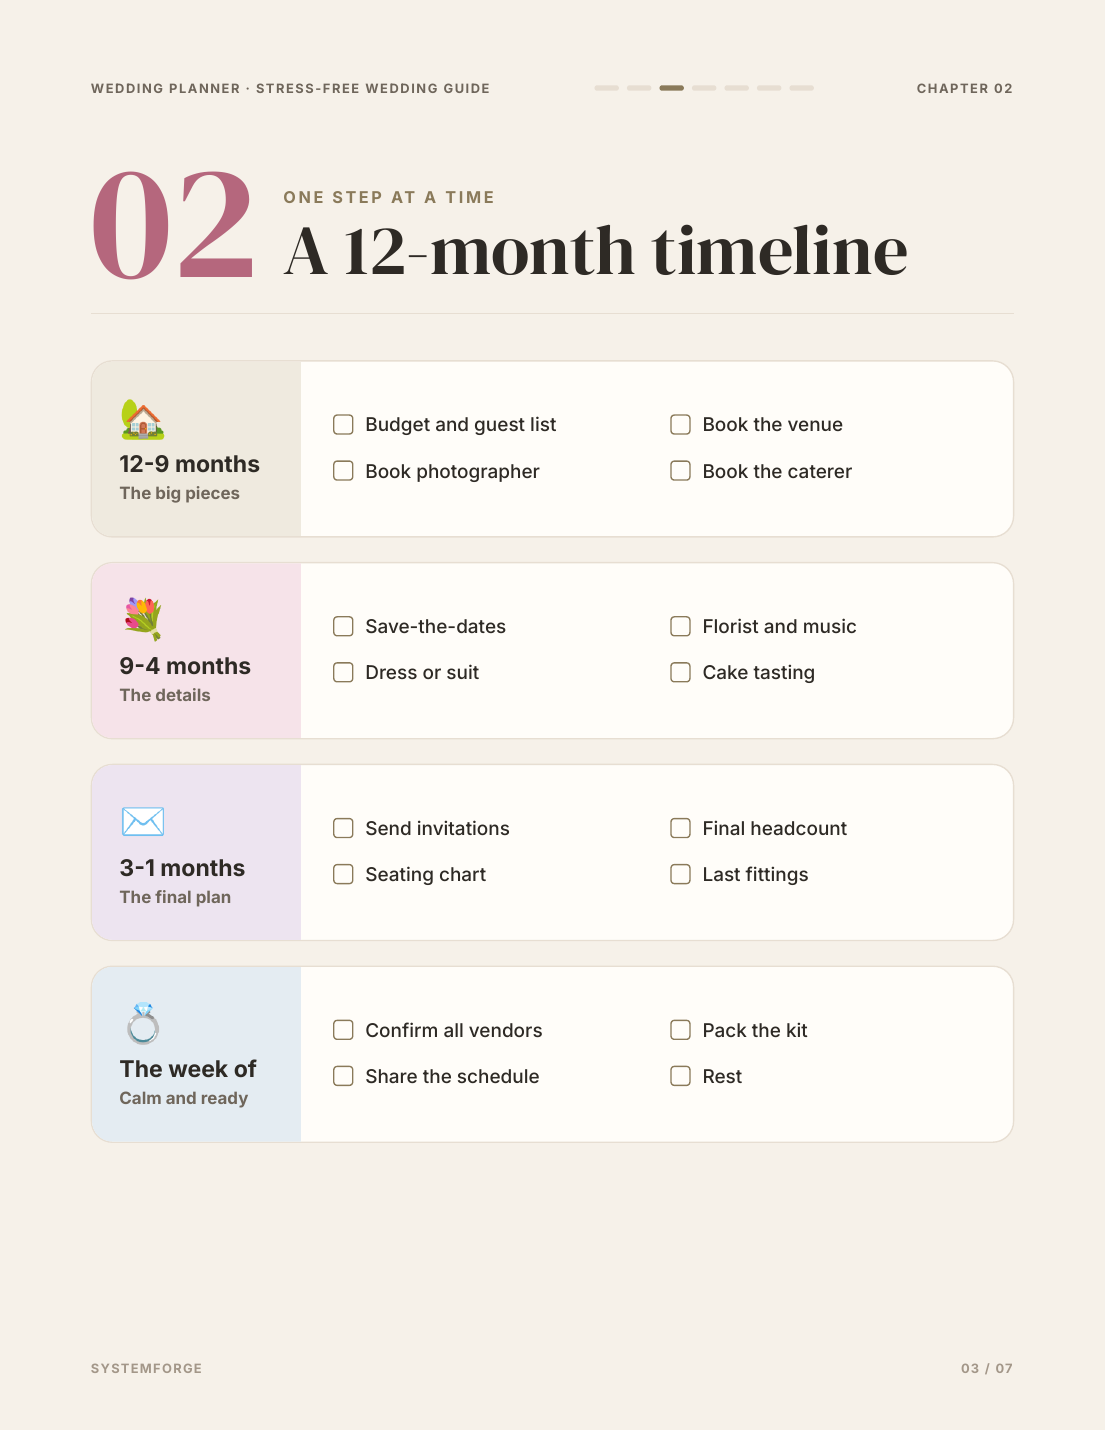 WEDDING PLANNER · STRESS-FREE WEDDING GUIDE
CHAPTER 02
02
ONE STEP AT A TIME
A 12-month timeline
12-9 months
The big pieces
Budget and guest list
Book the venue
Book photographer
Book the caterer
9-4 months
The details
Save-the-dates
Florist and music
Dress or suit
Cake tasting
3-1 months
The final plan
Send invitations
Final headcount
Seating chart
Last fittings
The week of
Calm and ready
Confirm all vendors
Pack the kit
Share the schedule
Rest
SYSTEMFORGE
03 / 07